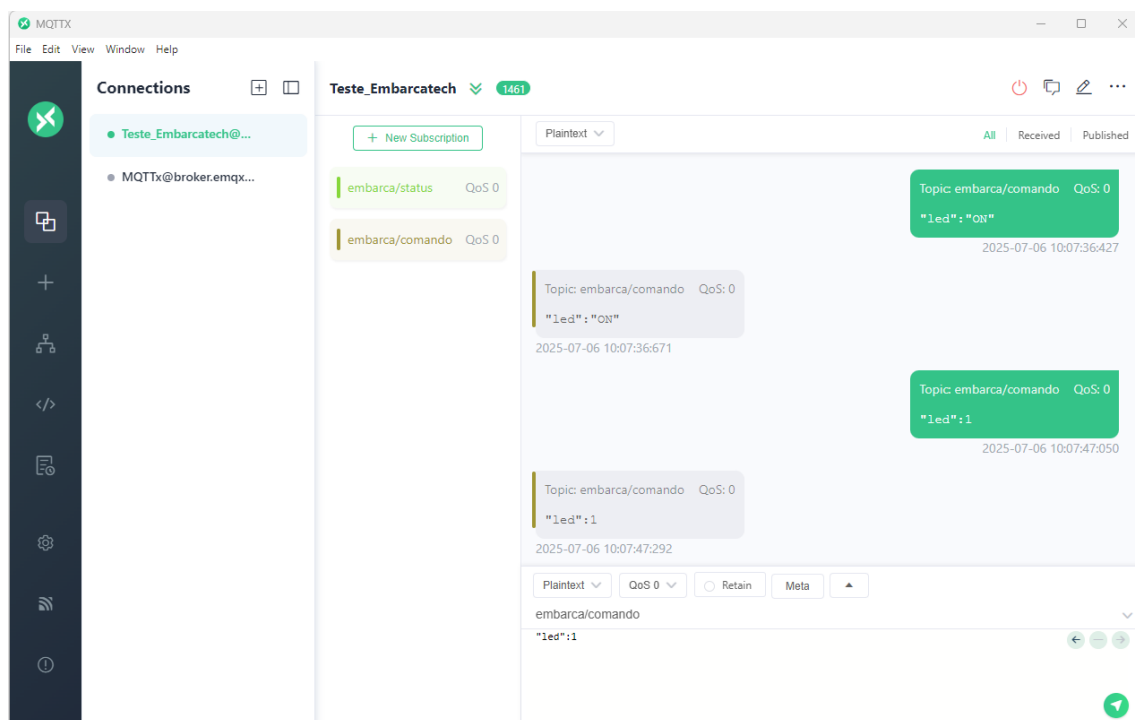 MQTTX
File Edit View Window Help
Connections
Teste_Embarcatech@...
MQTTx@broker.emqx...
Teste_Embarcatech 1461
+ New Subscription
embarca/status QoS 0
embarca/comando QoS 0
Plaintext
All Received Published
Topic: embarca/comando QoS: 0
"led":"ON"
2025-07-06 10:07:36:427
Topic: embarca/comando QoS: 0
"led":"ON"
2025-07-06 10:07:36:671
Topic: embarca/comando QoS: 0
"led":1
2025-07-06 10:07:47:050
Topic: embarca/comando QoS: 0
"led":1
2025-07-06 10:07:47:292
Plaintext QoS 0 Retain Meta
embarca/comando
"led":1